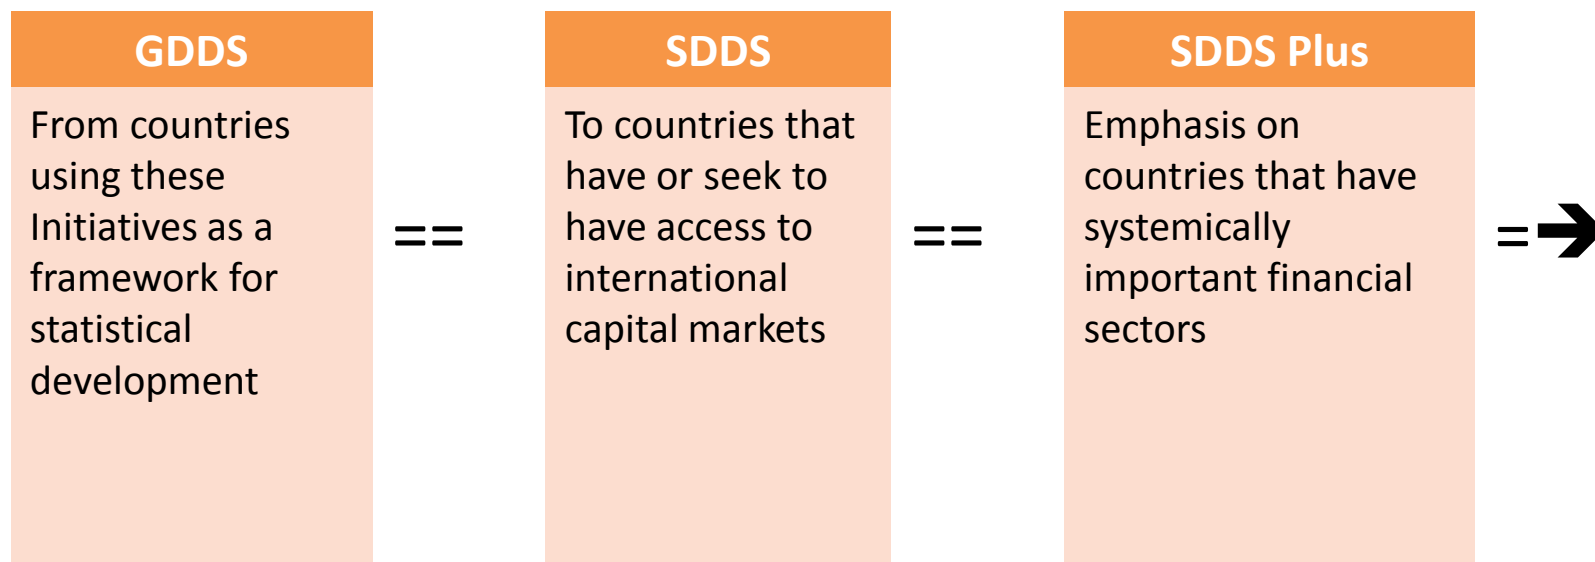 GDDS
From countries
using these
Initiatives as a
framework for
statistical
development
==
SDDS
To countries that
have or seek to
have access to
international
capital markets
==
SDDS Plus
Emphasis on
countries that have
systemically
important financial
sectors
=➔